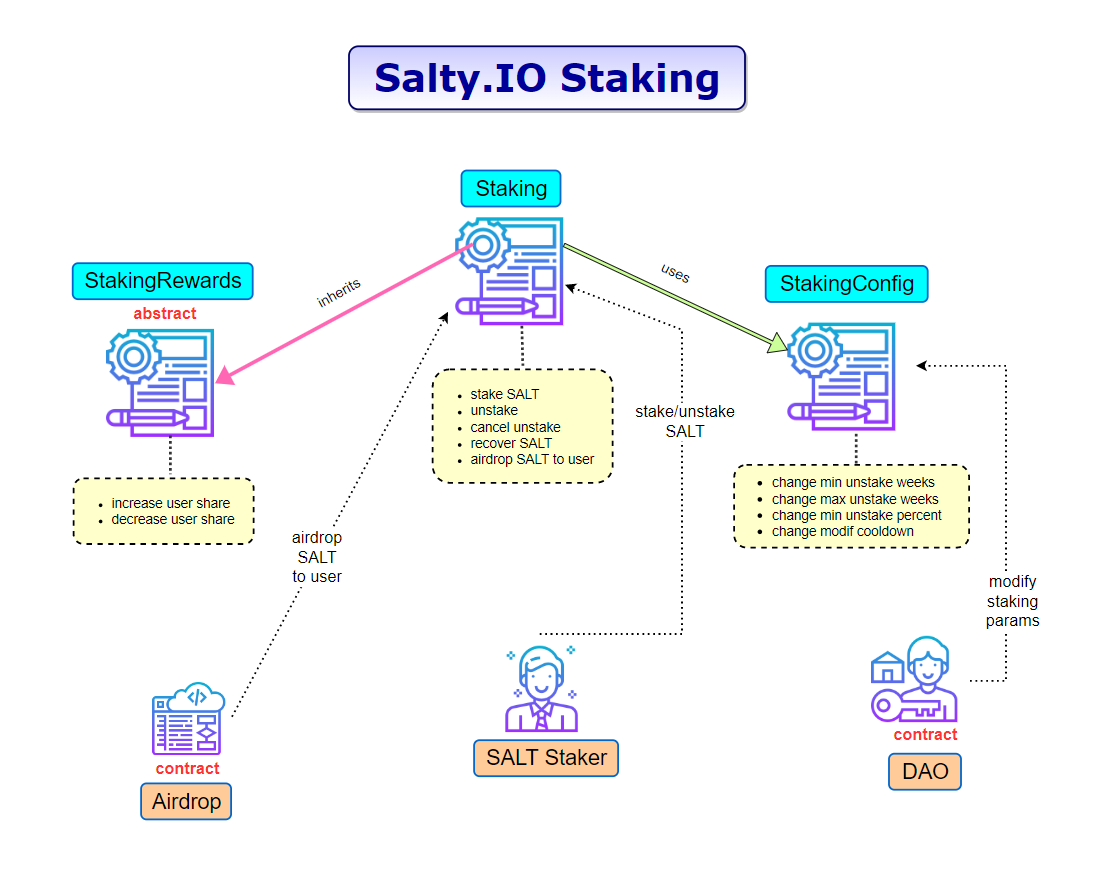 Salty.IO Staking
Staking
StakingRewards
abstract
inherits
uses
StakingConfig
• stake SALT
• unstake
• cancel unstake
• recover SALT
• airdrop SALT to user
stake/unstake
SALT
• increase user share
• decrease user share
• change min unstake weeks
• change max unstake weeks
• change min unstake percent
• change modif cooldown
airdrop
SALT
to user
modify
staking
params
contract
Airdrop
SALT Staker
contract
DAO